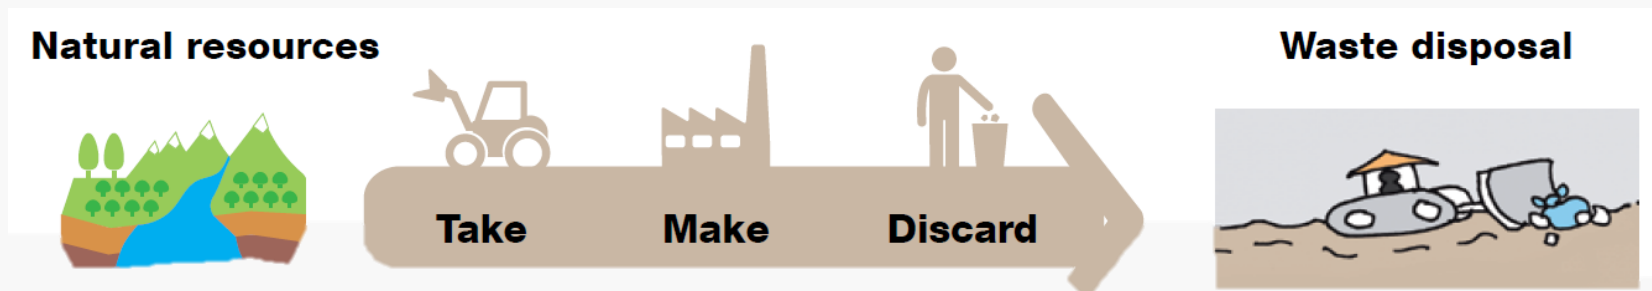 Natural resources
Waste disposal
Take
Make
Discard